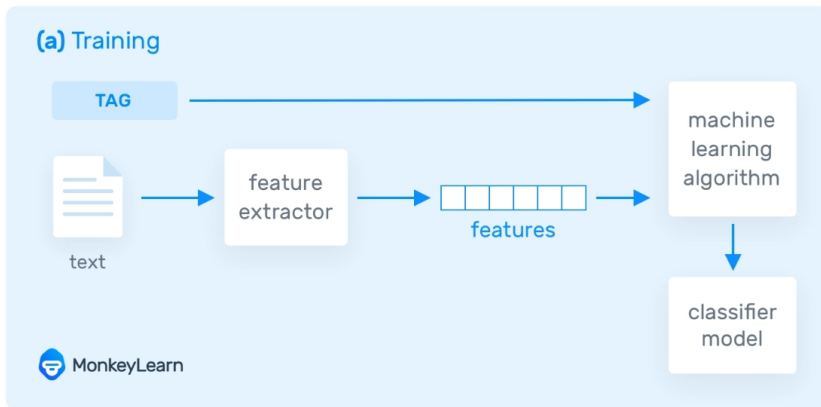 (a) Training
TAG
machine
learning
algorithm
feature
extractor
features
text
classifier
model
MonkeyLearn